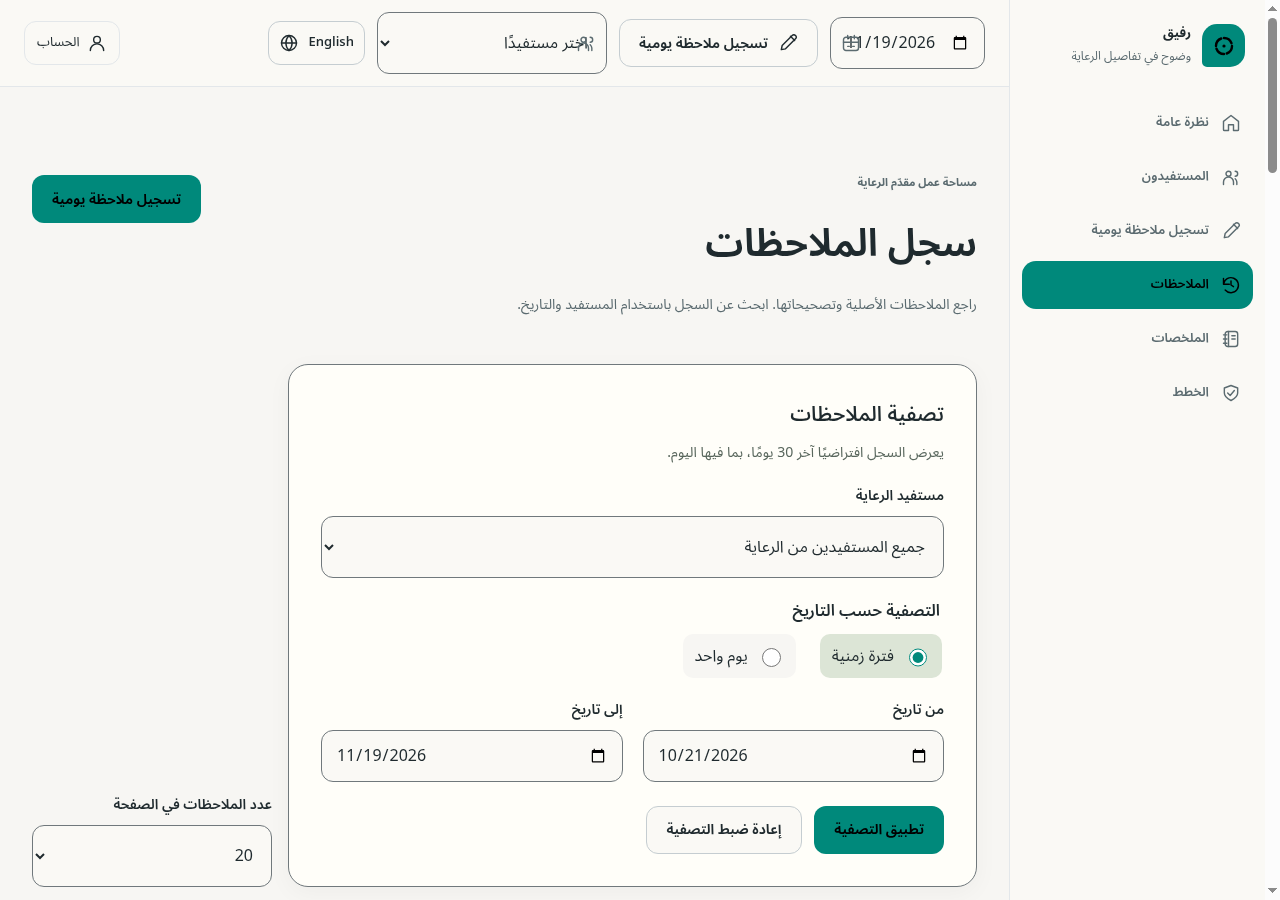 رفيق
وضوح في تفاصيل الرعاية
نظرة عامة
المستفيدون
تسجيل ملاحظة يومية
الملاحظات
الملخصات
الخطط
1/19/2026
تسجيل ملاحظة يومية
اختر مستفيدًا
English
الحساب
مساحة عمل مقدّم الرعاية
سجل الملاحظات
راجع الملاحظات الأصلية وتصحيحاتها. ابحث عن السجل باستخدام المستفيد والتاريخ.
تسجيل ملاحظة يومية
تصفية الملاحظات
يعرض السجل افتراضيًا آخر 30 يومًا، بما فيها اليوم.
مستفيد الرعاية
جميع المستفيدين من الرعاية
التصفية حسب التاريخ
فترة زمنية
يوم واحد
من تاريخ
إلى تاريخ
10/21/2026
11/19/2026
تطبيق التصفية
إعادة ضبط التصفية
عدد الملاحظات في الصفحة
20